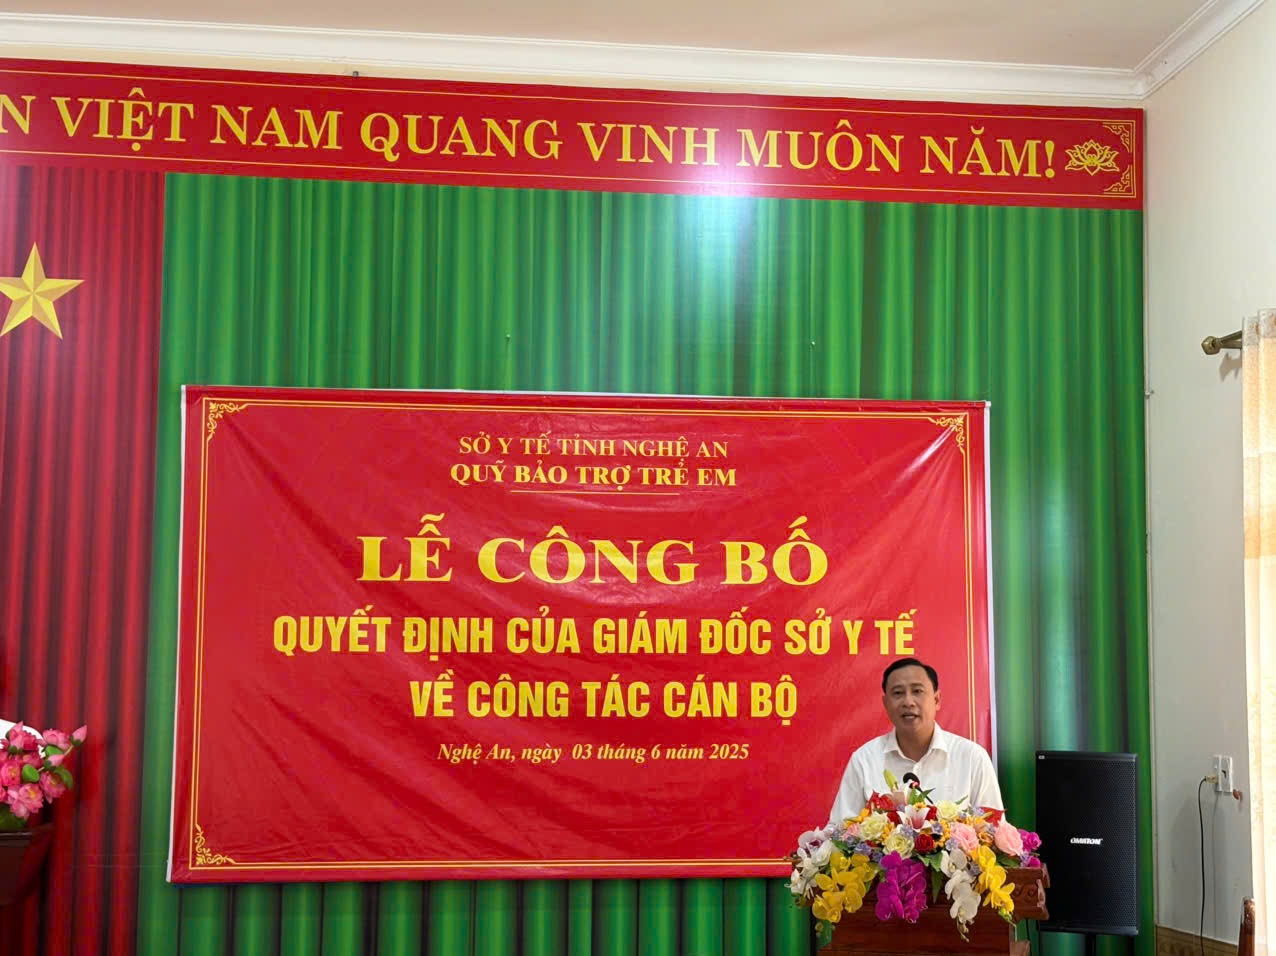 N VIỆT NAM QUANG VINH MUÔN NĂM!
SỞ Y TẾ TỈNH NGHỆ AN
QUỸ BẢO TRỢ TRẺ EM
LỄ CÔNG BỐ
QUYẾT ĐỊNH CỦA GIÁM ĐỐC SỞ Y TẾ
VỀ CÔNG TÁC CÁN BỘ
Nghệ An, ngày 03 tháng 6 năm 2025